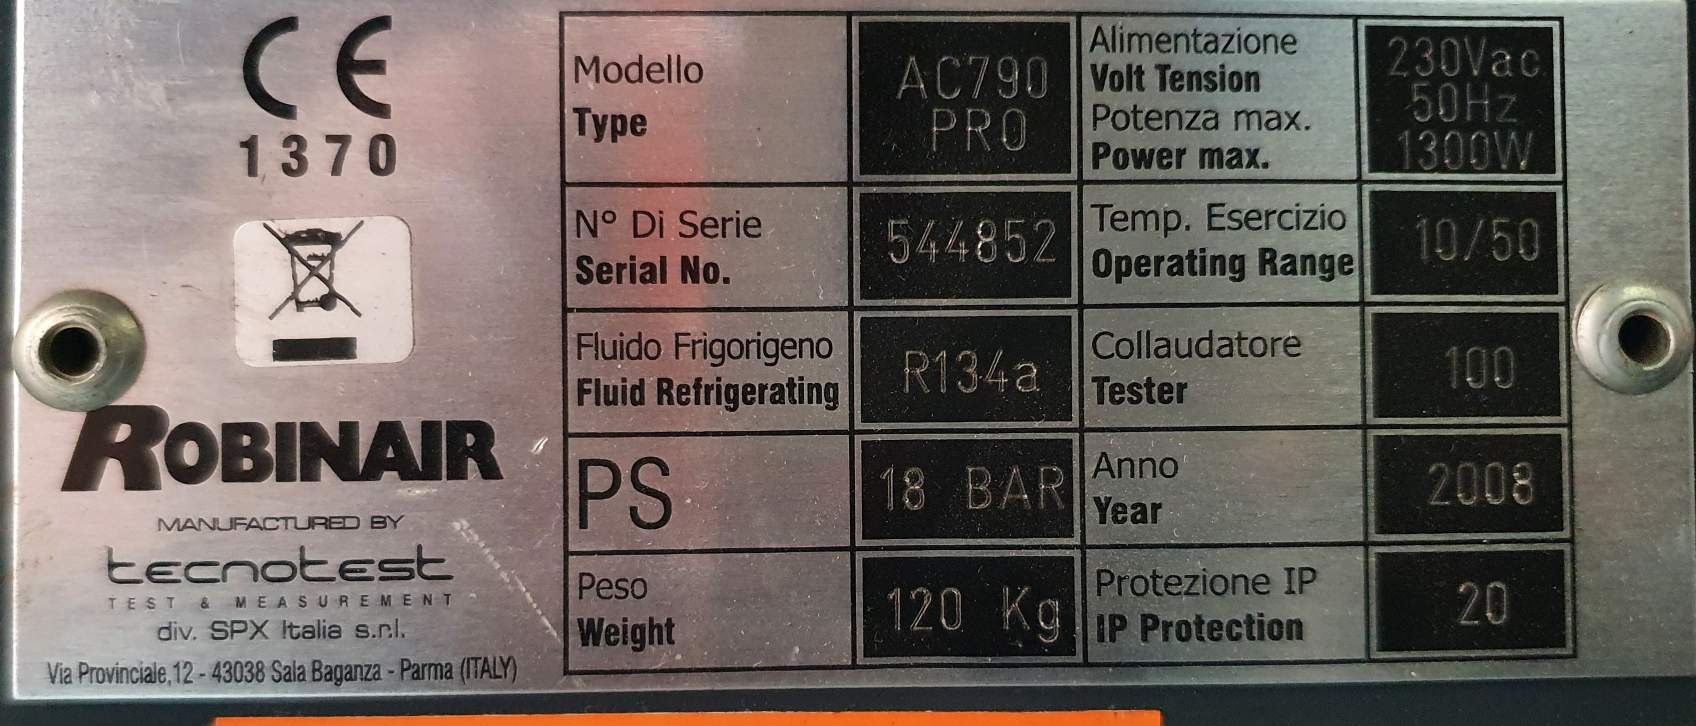 CE
1370
ROBINAIR
MANUFACTURED BY
tecnotest
TEST & MEASUREMENT
div. SPX Italia s.r.l.
Via Provinciale,12 - 43038 Sala Baganza - Parma (ITALY)
Modello
Type
AC790
PRO
Alimentazione
Volt Tension
Potenza max.
Power max.
230Vac
50Hz
1300W
N° Di Serie
Serial No.
544852
Temp. Esercizio
Operating Range
10/50
Fluido Frigorigeno
Fluid Refrigerating
R134a
Collaudatore
Tester
100
PS
18 BAR
Anno
Year
2008
Peso
Weight
120 Kg
Protezione IP
IP Protection
20